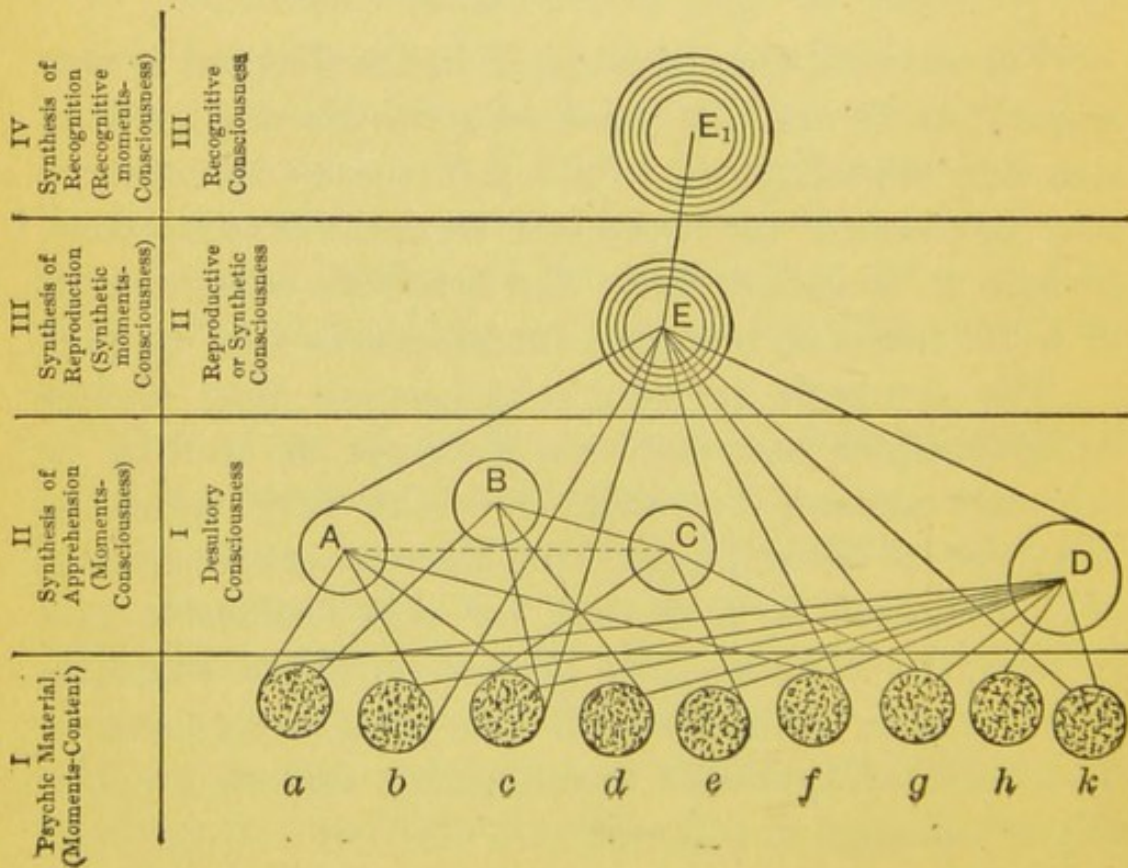 IV
Synthesis of
Recognition
(Recognitive
moments-
Consciousness)
III
Recognitive
Consciousness
E1
III
Synthesis of
Reproduction
(Synthetic
moments-
Consciousness)
II
Reproductive
or Synthetic
Consciousness
E
II
Synthesis of
Apprehension
(Moments-
Consciousness)
I
Desultory
Consciousness
A
B
C
D
I
Psychic Material
(Moments-Content)
a b c d e f g h k